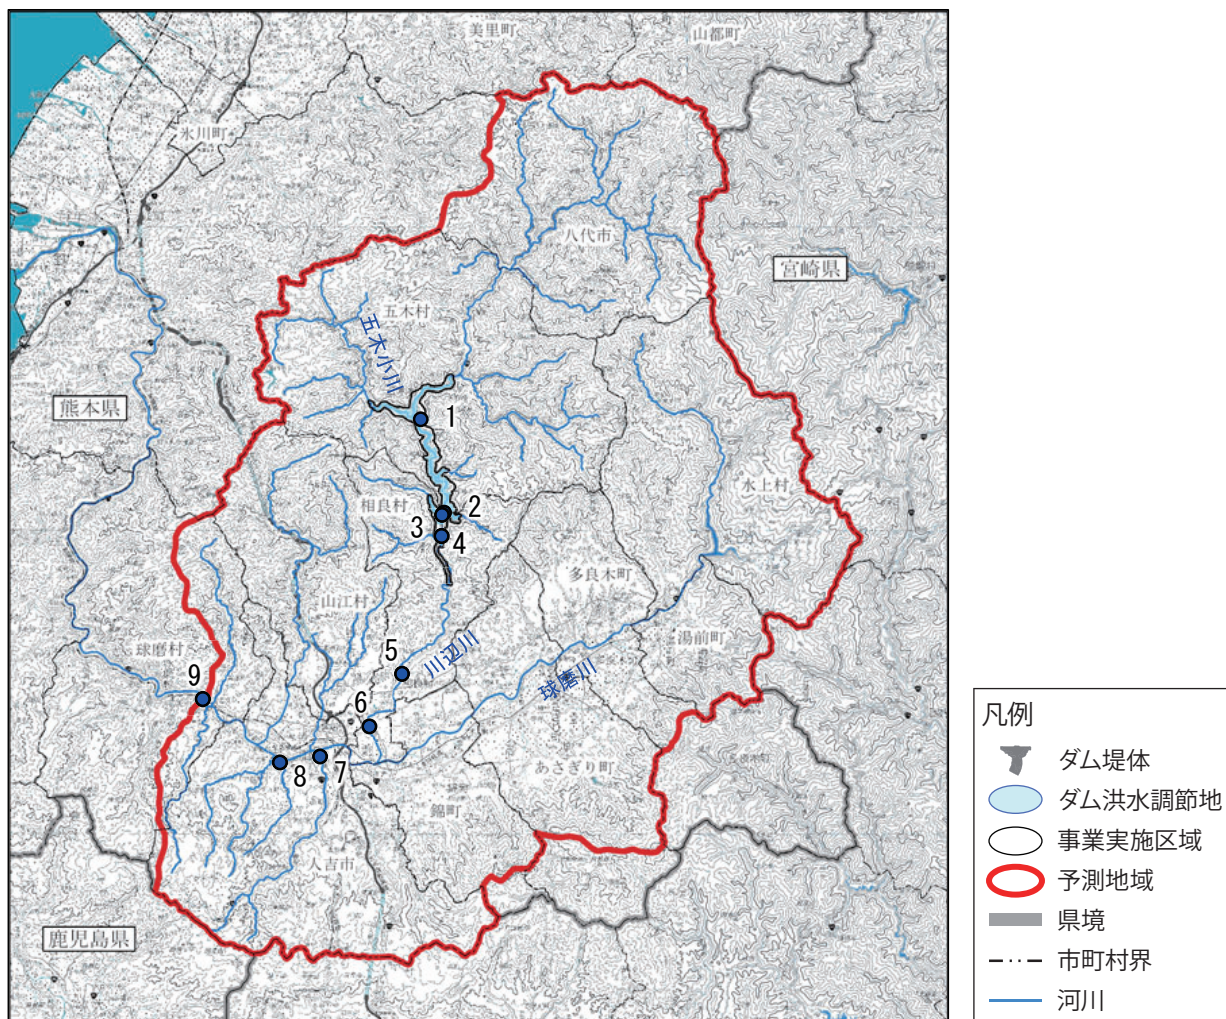 美里町
山都町
氷川町
八代市
宮崎県
五木村
五木小川
熊本県
1
水上村
相良村
2
3
4
多良木町
山江村
湯前町
球磨村
5
川辺川
球磨川
9
6
あさぎり町
8
7
錦町
人吉市
鹿児島県
凡例
ダム堤体
ダム洪水調節地
事業実施区域
予測地域
県境
市町村界
河川